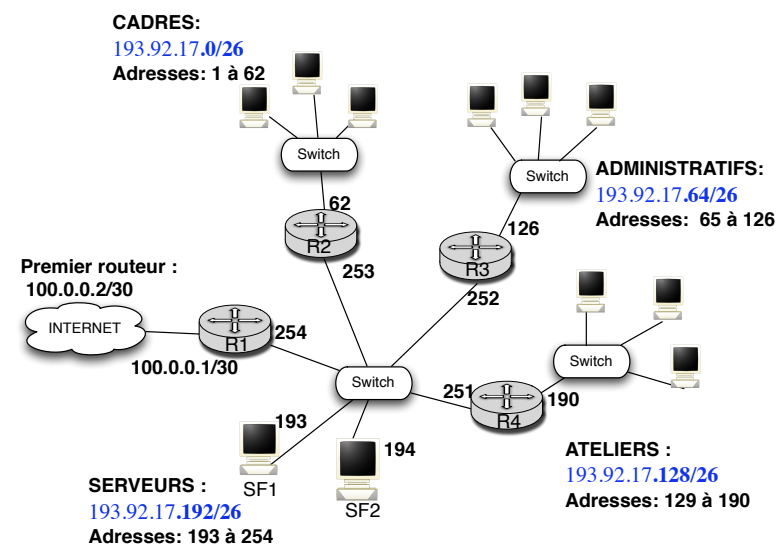 CADRES:
193.92.17.0/26
Adresses: 1 à 62
Switch
62
R2
253
Switch
ADMINISTRATIFS:
193.92.17.64/26
Adresses: 65 à 126
126
R3
252
Premier routeur :
100.0.0.2/30
INTERNET
R1
254
100.0.0.1/30
Switch
251
R4
190
Switch
193
SF1
194
SF2
SERVEURS :
193.92.17.192/26
Adresses: 193 à 254
ATELIERS :
193.92.17.128/26
Adresses: 129 à 190